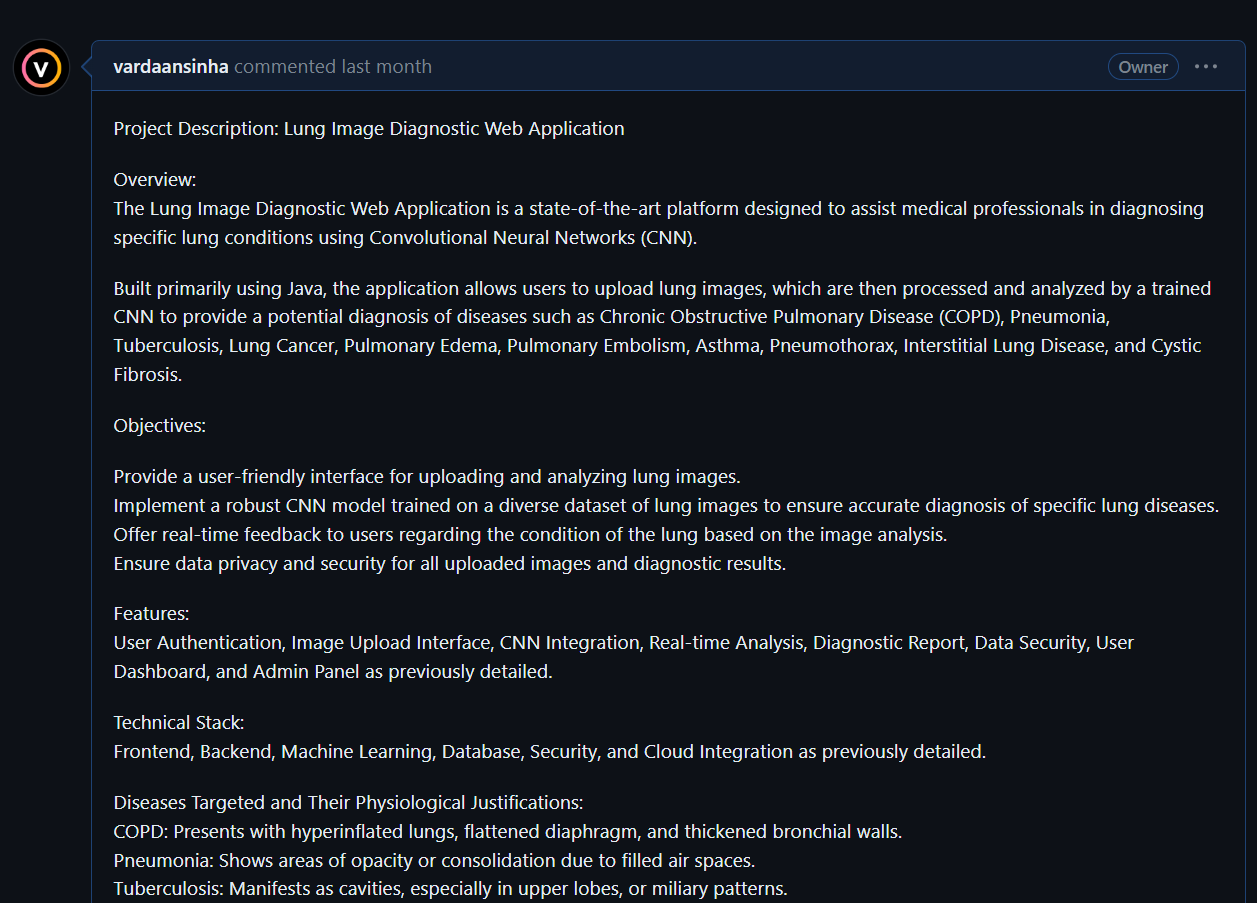 V
vardaansinha commented last month
Owner
Project Description: Lung Image Diagnostic Web Application
Overview:
The Lung Image Diagnostic Web Application is a state-of-the-art platform designed to assist medical professionals in diagnosing
specific lung conditions using Convolutional Neural Networks (CNN).
Built primarily using Java, the application allows users to upload lung images, which are then processed and analyzed by a trained
CNN to provide a potential diagnosis of diseases such as Chronic Obstructive Pulmonary Disease (COPD), Pneumonia,
Tuberculosis, Lung Cancer, Pulmonary Edema, Pulmonary Embolism, Asthma, Pneumothorax, Interstitial Lung Disease, and Cystic
Fibrosis.
Objectives:
Provide a user-friendly interface for uploading and analyzing lung images.
Implement a robust CNN model trained on a diverse dataset of lung images to ensure accurate diagnosis of specific lung diseases.
Offer real-time feedback to users regarding the condition of the lung based on the image analysis.
Ensure data privacy and security for all uploaded images and diagnostic results.
Features:
User Authentication, Image Upload Interface, CNN Integration, Real-time Analysis, Diagnostic Report, Data Security, User
Dashboard, and Admin Panel as previously detailed.
Technical Stack:
Frontend, Backend, Machine Learning, Database, Security, and Cloud Integration as previously detailed.
Diseases Targeted and Their Physiological Justifications:
COPD: Presents with hyperinflated lungs, flattened diaphragm, and thickened bronchial walls.
Pneumonia: Shows areas of opacity or consolidation due to filled air spaces.
Tuberculosis: Manifests as cavities, especially in upper lobes, or miliary patterns.